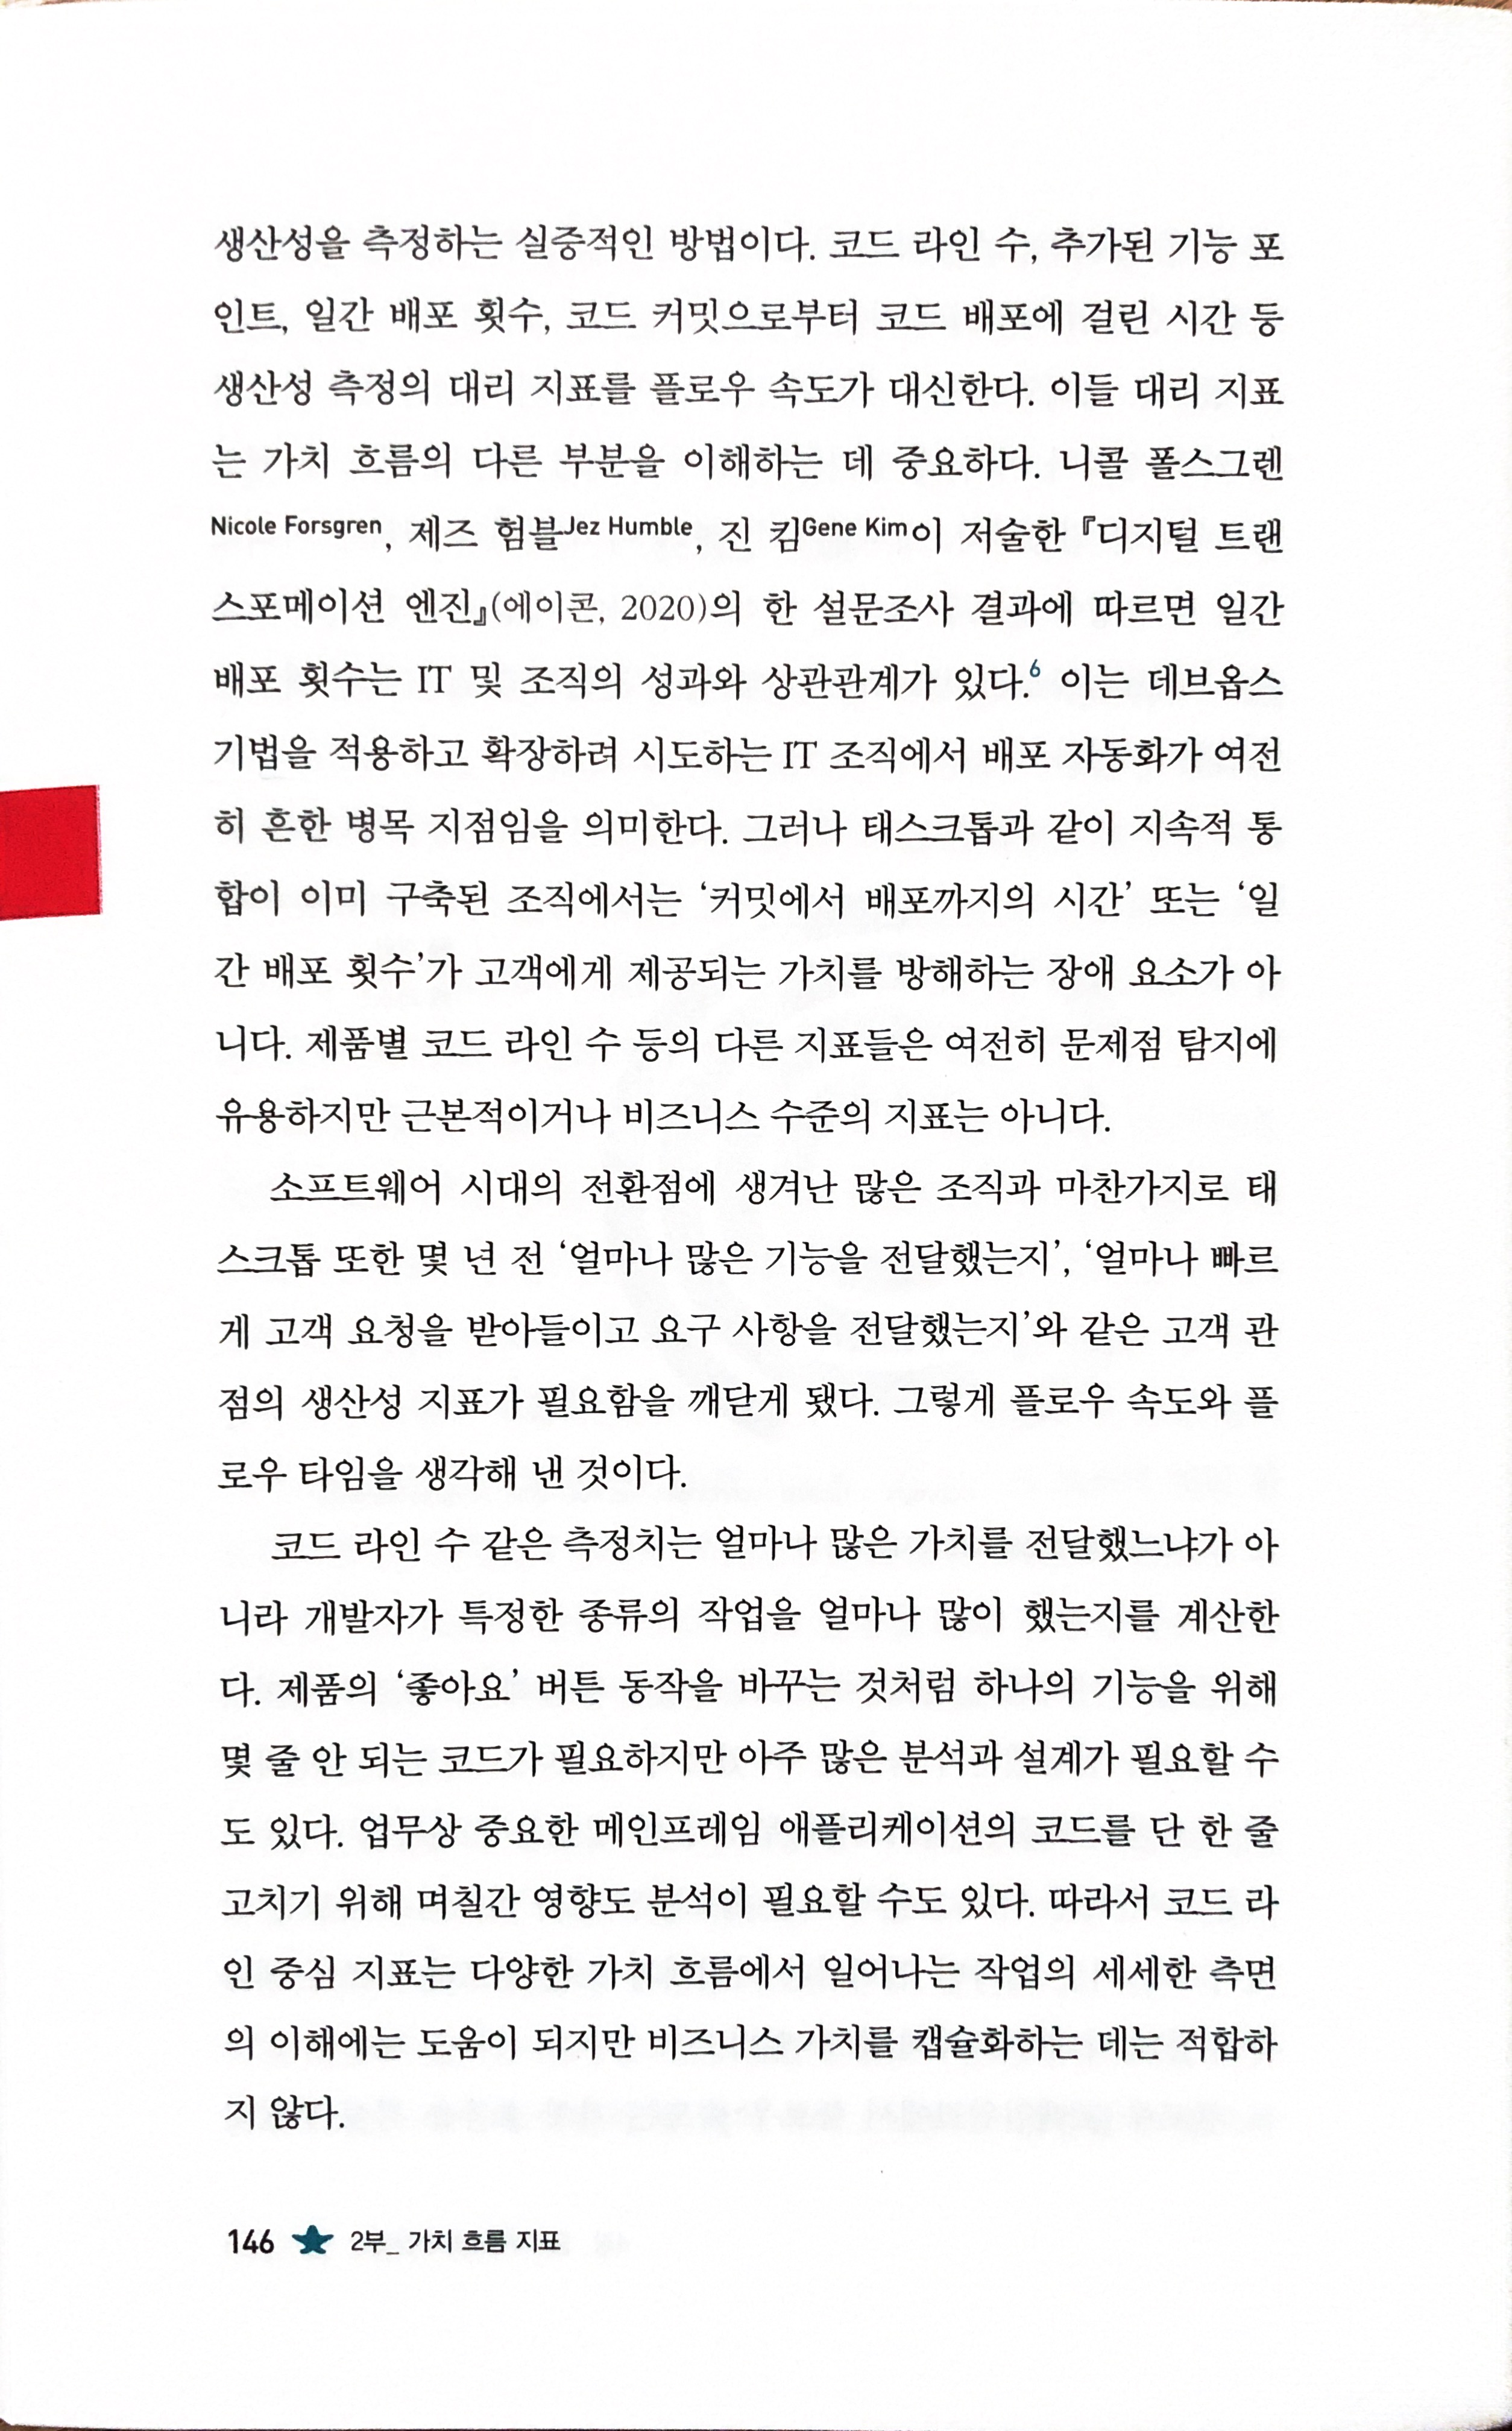 생산성을 측정하는 실증적인 방법이다. 코드 라인 수, 추가된 기능 포
인트, 일간 배포 횟수, 코드 커밋으로부터 코드 배포에 걸린 시간 등
생산성 측정의 대리 지표를 플로우 속도가 대신한다. 이들 대리 지표
는 가치 흐름의 다른 부분을 이해하는 데 중요하다. 니콜 폴스그렌
Nicole Forsgren, 제즈 험블Jez Humble, 진 킴Gene Kim이 저술한 『디지털 트랜
스포메이션 엔진』(에이콘, 2020)의 한 설문조사 결과에 따르면 일간
배포 횟수는 IT 및 조직의 성과와 상관관계가 있다.6 이는 데브옵스
기법을 적용하고 확장하려 시도하는 IT 조직에서 배포 자동화가 여전
히 흔한 병목 지점임을 의미한다. 그러나 태스크톱과 같이 지속적 통
합이 이미 구축된 조직에서는 ‘커밋에서 배포까지의 시간’ 또는 ‘일
간 배포 횟수’가 고객에게 제공되는 가치를 방해하는 장애 요소가 아
니다. 제품별 코드 라인 수 등의 다른 지표들은 여전히 문제점 탐지에
유용하지만 근본적이거나 비즈니스 수준의 지표는 아니다.
소프트웨어 시대의 전환점에 생겨난 많은 조직과 마찬가지로 태
스크톱 또한 몇 년 전 ‘얼마나 많은 기능을 전달했는지’, ‘얼마나 빠르
게 고객 요청을 받아들이고 요구 사항을 전달했는지’와 같은 고객 관
점의 생산성 지표가 필요함을 깨닫게 됐다. 그렇게 플로우 속도와 플
로우 타임을 생각해 낸 것이다.
코드 라인 수 같은 측정치는 얼마나 많은 가치를 전달했느냐가 아
니라 개발자가 특정한 종류의 작업을 얼마나 많이 했는지를 계산한
다. 제품의 ‘좋아요’ 버튼 동작을 바꾸는 것처럼 하나의 기능을 위해
몇 줄 안 되는 코드가 필요하지만 아주 많은 분석과 설계가 필요할 수
도 있다. 업무상 중요한 메인프레임 애플리케이션의 코드를 단 한 줄
고치기 위해 며칠간 영향도 분석이 필요할 수도 있다. 따라서 코드 라
인 중심 지표는 다양한 가치 흐름에서 일어나는 작업의 세세한 측면
의 이해에는 도움이 되지만 비즈니스 가치를 캡슐화하는 데는 적합하
지 않다.
146 2부_ 가치 흐름 지표